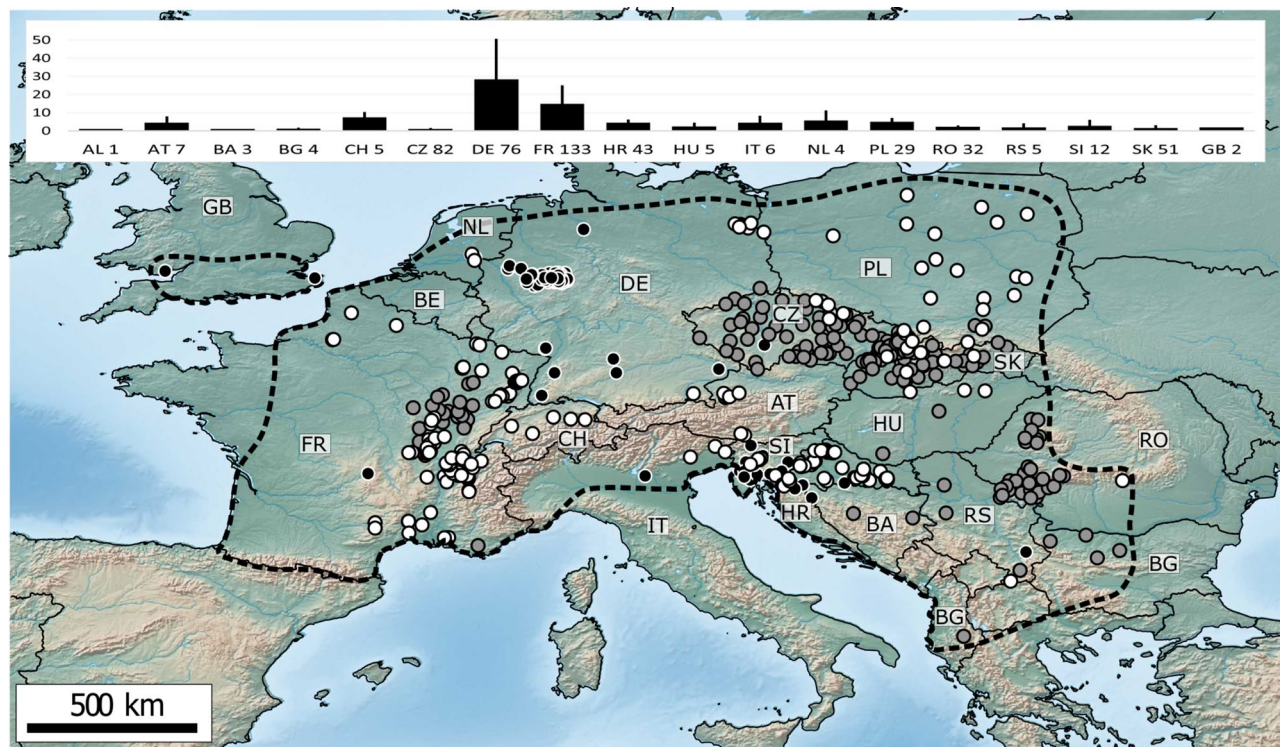 50
40
30
20
10
0
AL 1 AT 7 BA 3 BG 4 CH 5 CZ 82 DE 76 FR 133 HR 43 HU 5 IT 6 NL 4 PL 29 RO 32 RS 5 SI 12 SK 51 GB 2
GB
NL
PL
DE
BE
CZ
SK
AT
HU
CH
SI
RO
FR
HR
IT
BA
RS
BG
BG
500 km